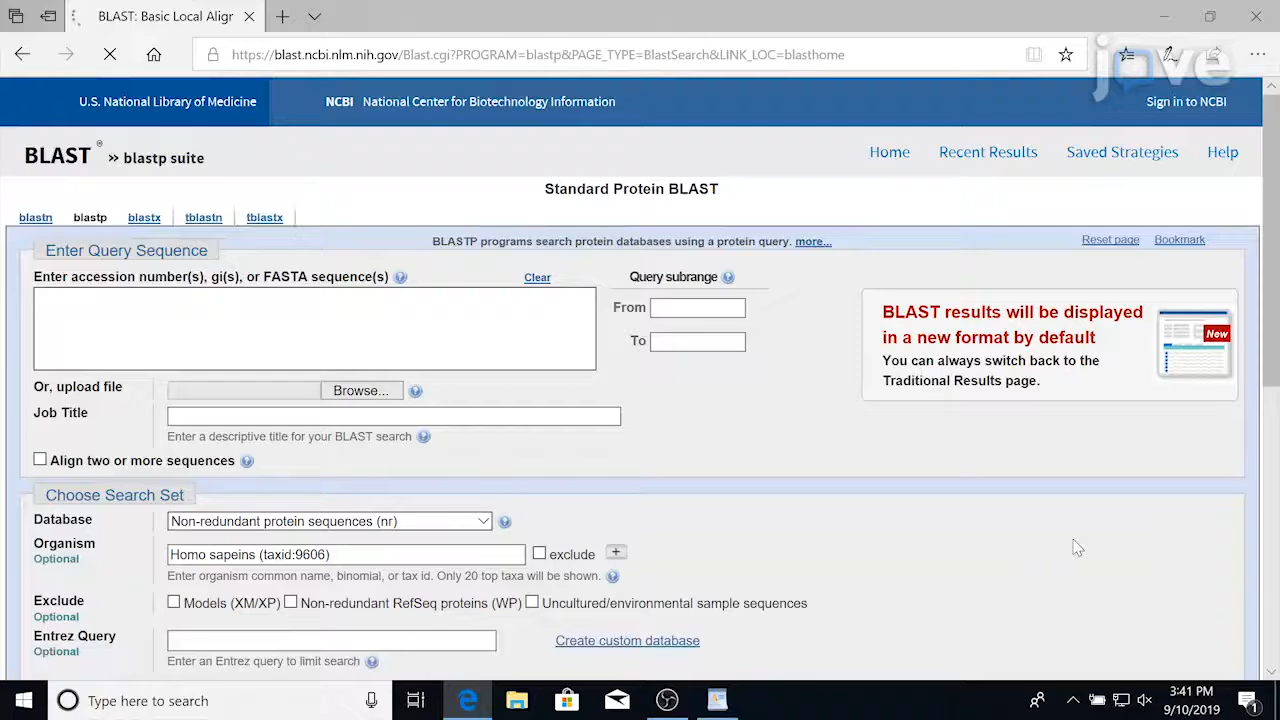 BLAST: Basic Local Align
https://blast.ncbi.nlm.nih.gov/Blast.cgi?PROGRAM=blastp&PAGE_TYPE=BlastSearch&LINK_LOC=blasthome
jove
U.S. National Library of Medicine NCBI National Center for Biotechnology Information Sign in to NCBI
BLAST ® » blastp suite Home Recent Results Saved Strategies Help
Standard Protein BLAST
blastn blastp blastx tblastn tblastx
Enter Query Sequence BLASTP programs search protein databases using a protein query. more... Reset page Bookmark
Enter accession number(s), gi(s), or FASTA sequence(s) Clear Query subrange
From
To
BLAST results will be displayed
in a new format by default
You can always switch back to the
Traditional Results page.
New
Or, upload file Browse...
Job Title
Enter a descriptive title for your BLAST search
Align two or more sequences
Choose Search Set
Database Non-redundant protein sequences (nr)
Organism
Optional
Homo sapeins (taxid:9606) exclude +
Enter organism common name, binomial, or tax id. Only 20 top taxa will be shown.
Exclude
Optional
Models (XM/XP) Non-redundant RefSeq proteins (WP) Uncultured/environmental sample sequences
Entrez Query
Optional
Create custom database
Enter an Entrez query to limit search
Type here to search
3:41 PM
9/10/2019
1